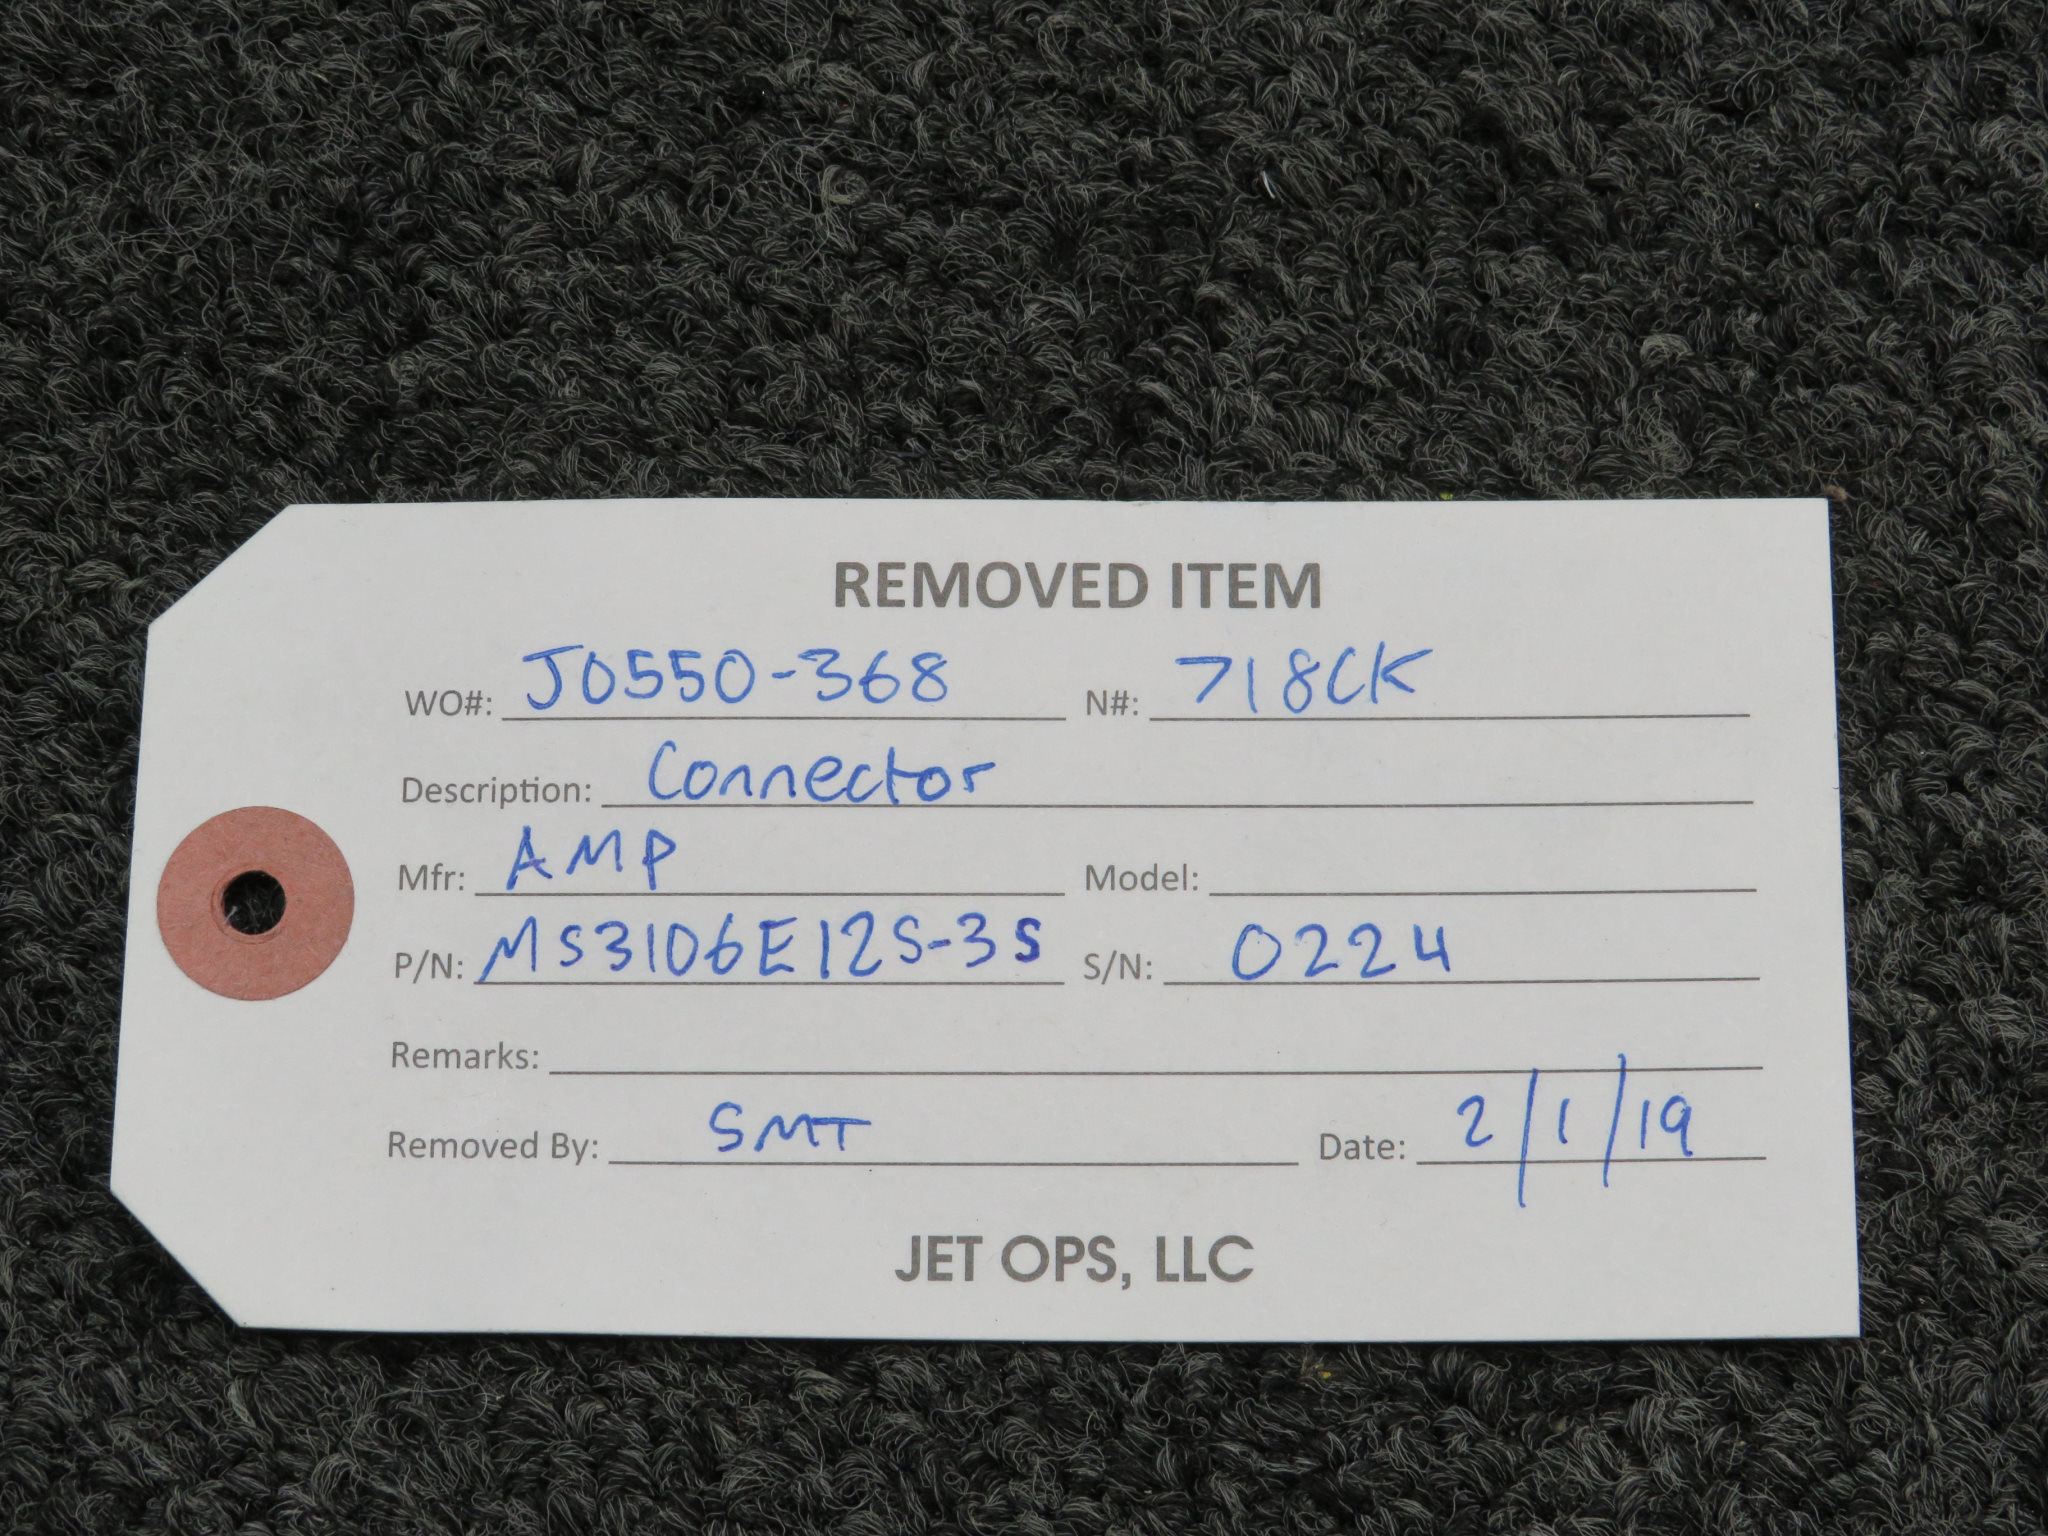 REMOVED ITEM
WO#: J0550-368 N#: 718CK
Description: Connector
Mfr: AMP Model:
P/N: MS3106E12S-3S S/N: 0224
Remarks:
Removed By: SMT Date: 2/1/19
JET OPS, LLC